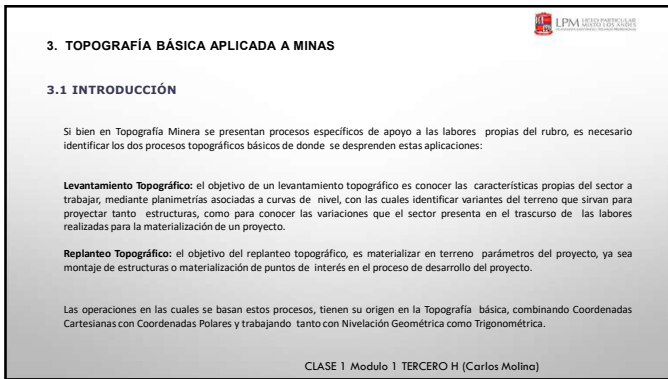 LPM LICEO PARTICULAR
MIXTO LOS ANDES
3. TOPOGRAFÍA BÁSICA APLICADA A MINAS
3.1 INTRODUCCIÓN
Si bien en Topografía Minera se presentan procesos específicos de apoyo a las labores propias del rubro, es necesario
identificar los dos procesos topográficos básicos de donde se desprenden estas aplicaciones:
Levantamiento Topográfico: el objetivo de un levantamiento topográfico es conocer las características propias del sector a
trabajar, mediante planimetrías asociadas a curvas de nivel, con las cuales identificar variantes del terreno que sirvan para
proyectar tanto estructuras, como para conocer las variaciones que el sector presenta en el trascurso de las labores
realizadas para la materialización de un proyecto.
Replanteo Topográfico: el objetivo del replanteo topográfico, es materializar en terreno parámetros del proyecto, ya sea
montaje de estructuras o materialización de puntos de interés en el proceso de desarrollo del proyecto.
Las operaciones en las cuales se basan estos procesos, tienen su origen en la Topografía básica, combinando Coordenadas
Cartesianas con Coordenadas Polares y trabajando tanto con Nivelación Geométrica como Trigonométrica.
CLASE 1 Modulo 1 TERCERO H (Carlos Molina)